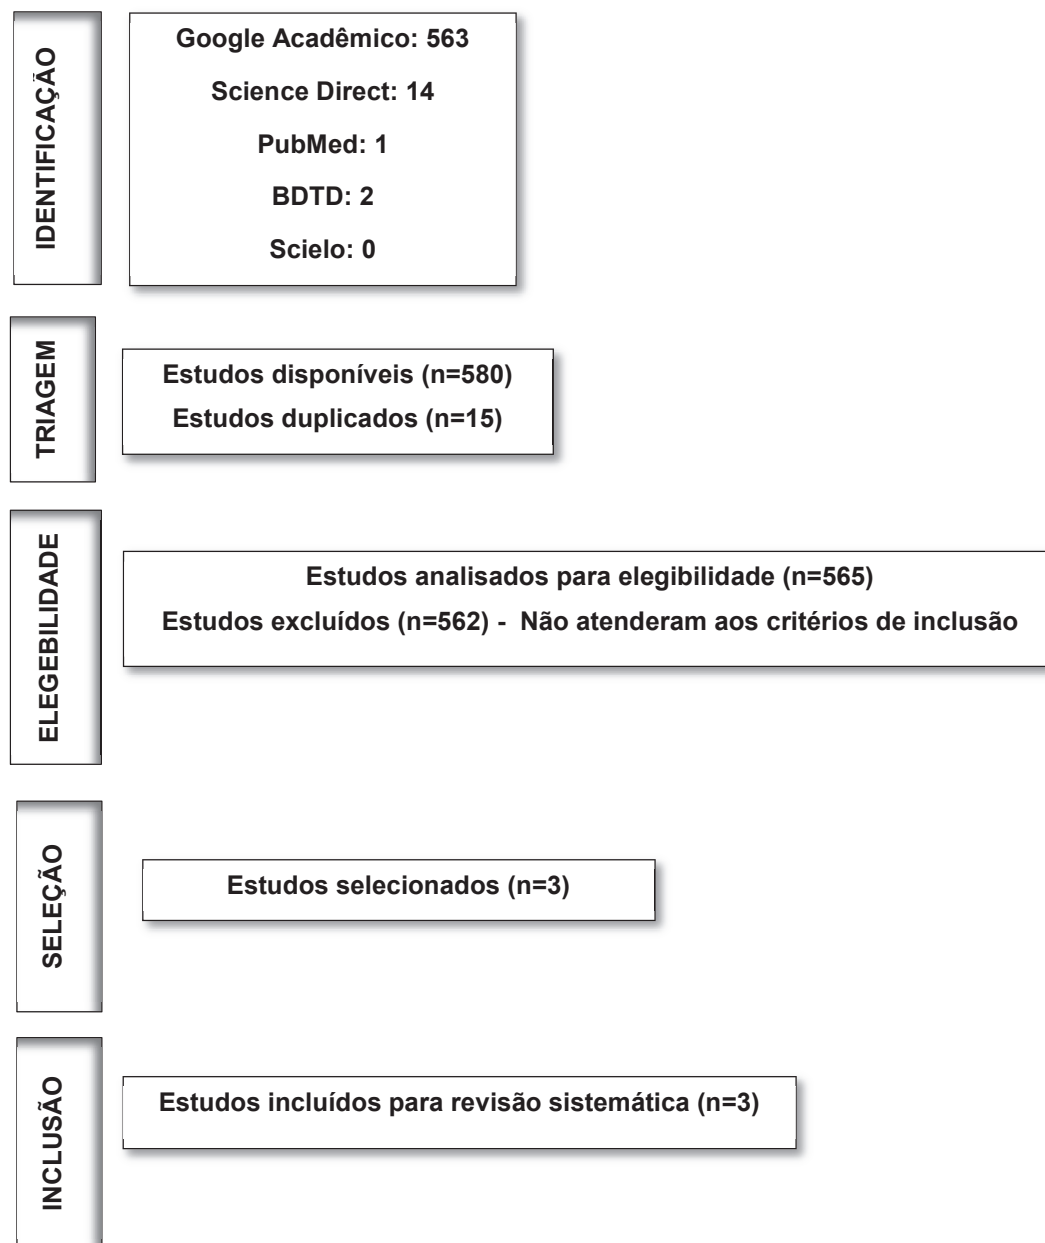 IDENTIFICAÇÃO
Google Acadêmico: 563
Science Direct: 14
PubMed: 1
BDTD: 2
Scielo: 0
TRIAGEM
Estudos disponíveis (n=580)
Estudos duplicados (n=15)
ELEGEBILIDADE
Estudos analisados para elegibilidade (n=565)
Estudos excluídos (n=562) - Não atenderam aos critérios de inclusão
SELEÇÃO
Estudos selecionados (n=3)
INCLUSÃO
Estudos incluídos para revisão sistemática (n=3)